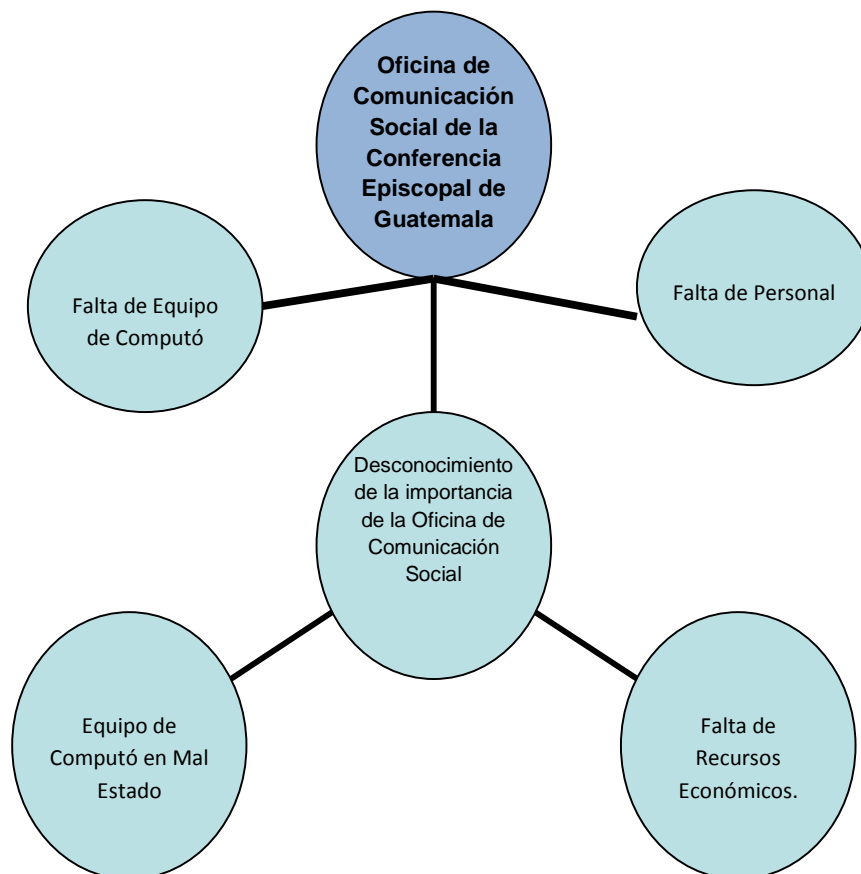 Oficina de
Comunicación
Social de la
Conferencia
Episcopal de
Guatemala
Falta de Equipo
de Computó
Falta de Personal
Desconocimiento
de la importancia
de la Oficina de
Comunicación
Social
Equipo de
Computó en Mal
Estado
Falta de
Recursos
Económicos.